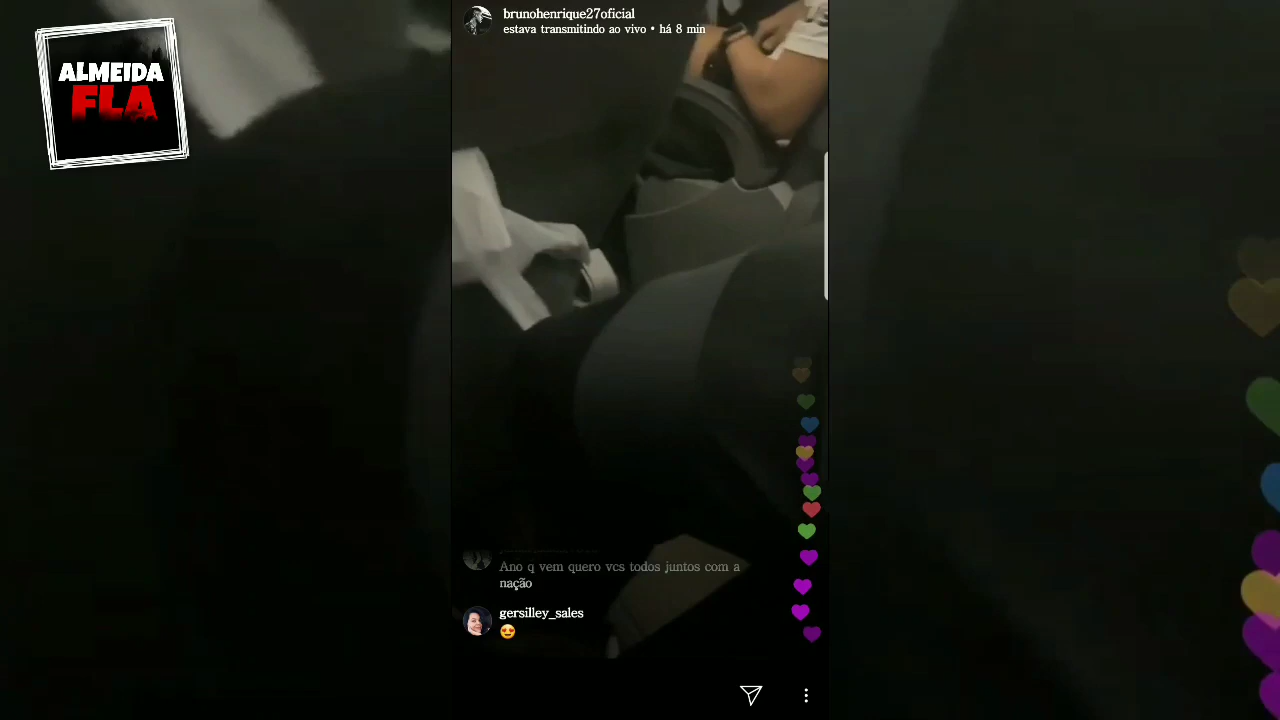 ALMEIDA
FLA
brunohenrique27oficial
estava transmitindo ao vivo • há 8 min
Ano q vem quero vcs todos juntos com a
nação
gersilley_sales
😍